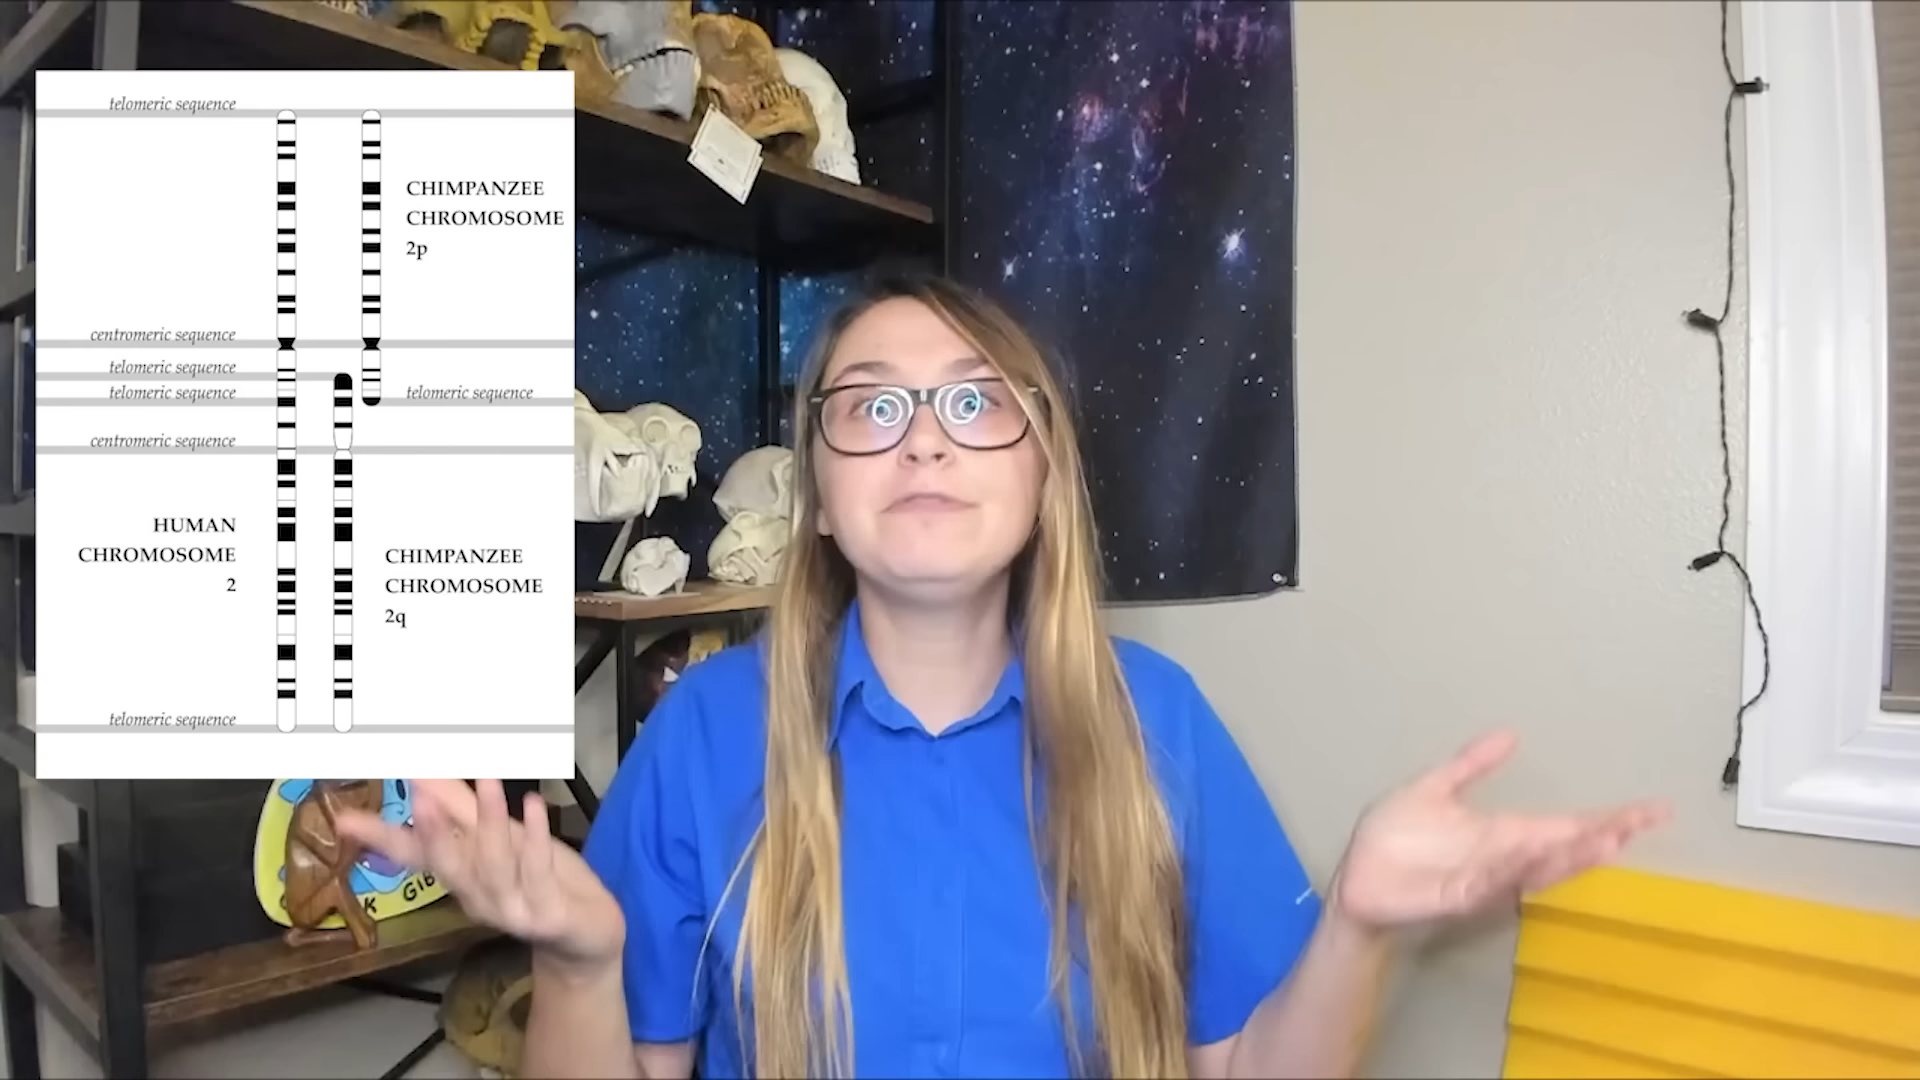 telomeric sequence
CHIMPANZEE
CHROMOSOME
2p
centromeric sequence
telomeric sequence
telomeric sequence
telomeric sequence
centromeric sequence
HUMAN
CHROMOSOME
2
CHIMPANZEE
CHROMOSOME
2q
telomeric sequence